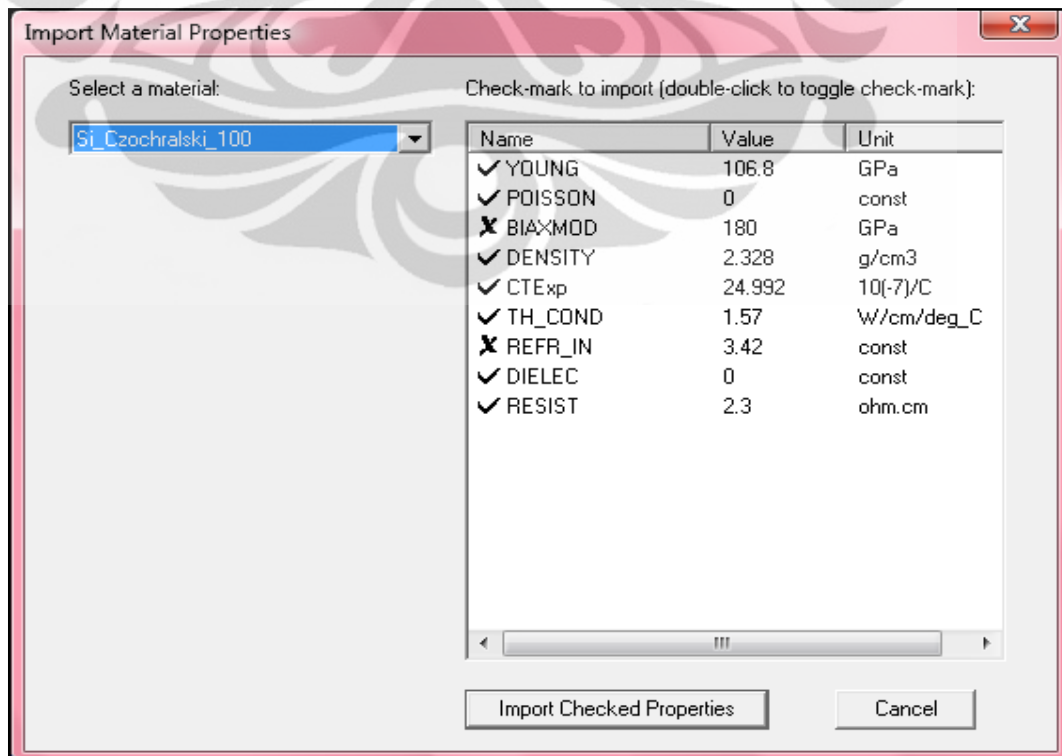 Import Material Properties
Select a material:
Check-mark to import (double-click to toggle check-mark):
Si_Czochralski_100
Name Value Unit
YOUNG 106.8 GPa
POISSON 0 const
BIAXMOD 180 GPa
DENSITY 2.328 g/cm3
CTExp 24.992 10(-7)/C
TH_COND 1.57 W/cm/deg_C
REFR_IN 3.42 const
DIELEC 0 const
RESIST 2.3 ohm.cm
Import Checked Properties
Cancel